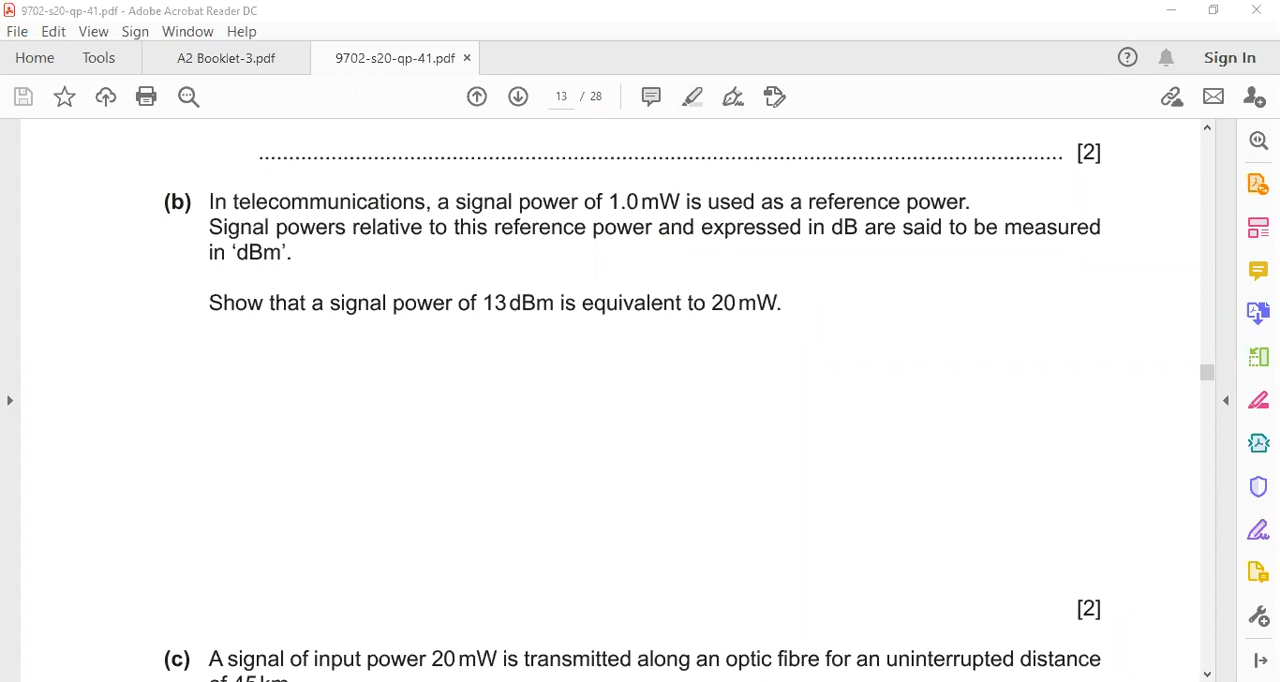 9702-s20-qp-41.pdf - Adobe Acrobat Reader DC
File Edit View Sign Window Help
Home Tools A2 Booklet-3.pdf 9702-s20-qp-41.pdf × Sign In
13 / 28
.......................................................................................................................................... [2]
(b) In telecommunications, a signal power of 1.0 mW is used as a reference power.
Signal powers relative to this reference power and expressed in dB are said to be measured
in ‘dBm’.
Show that a signal power of 13 dBm is equivalent to 20 mW.
[2]
(c) A signal of input power 20 mW is transmitted along an optic fibre for an uninterrupted distance
of 45 km.